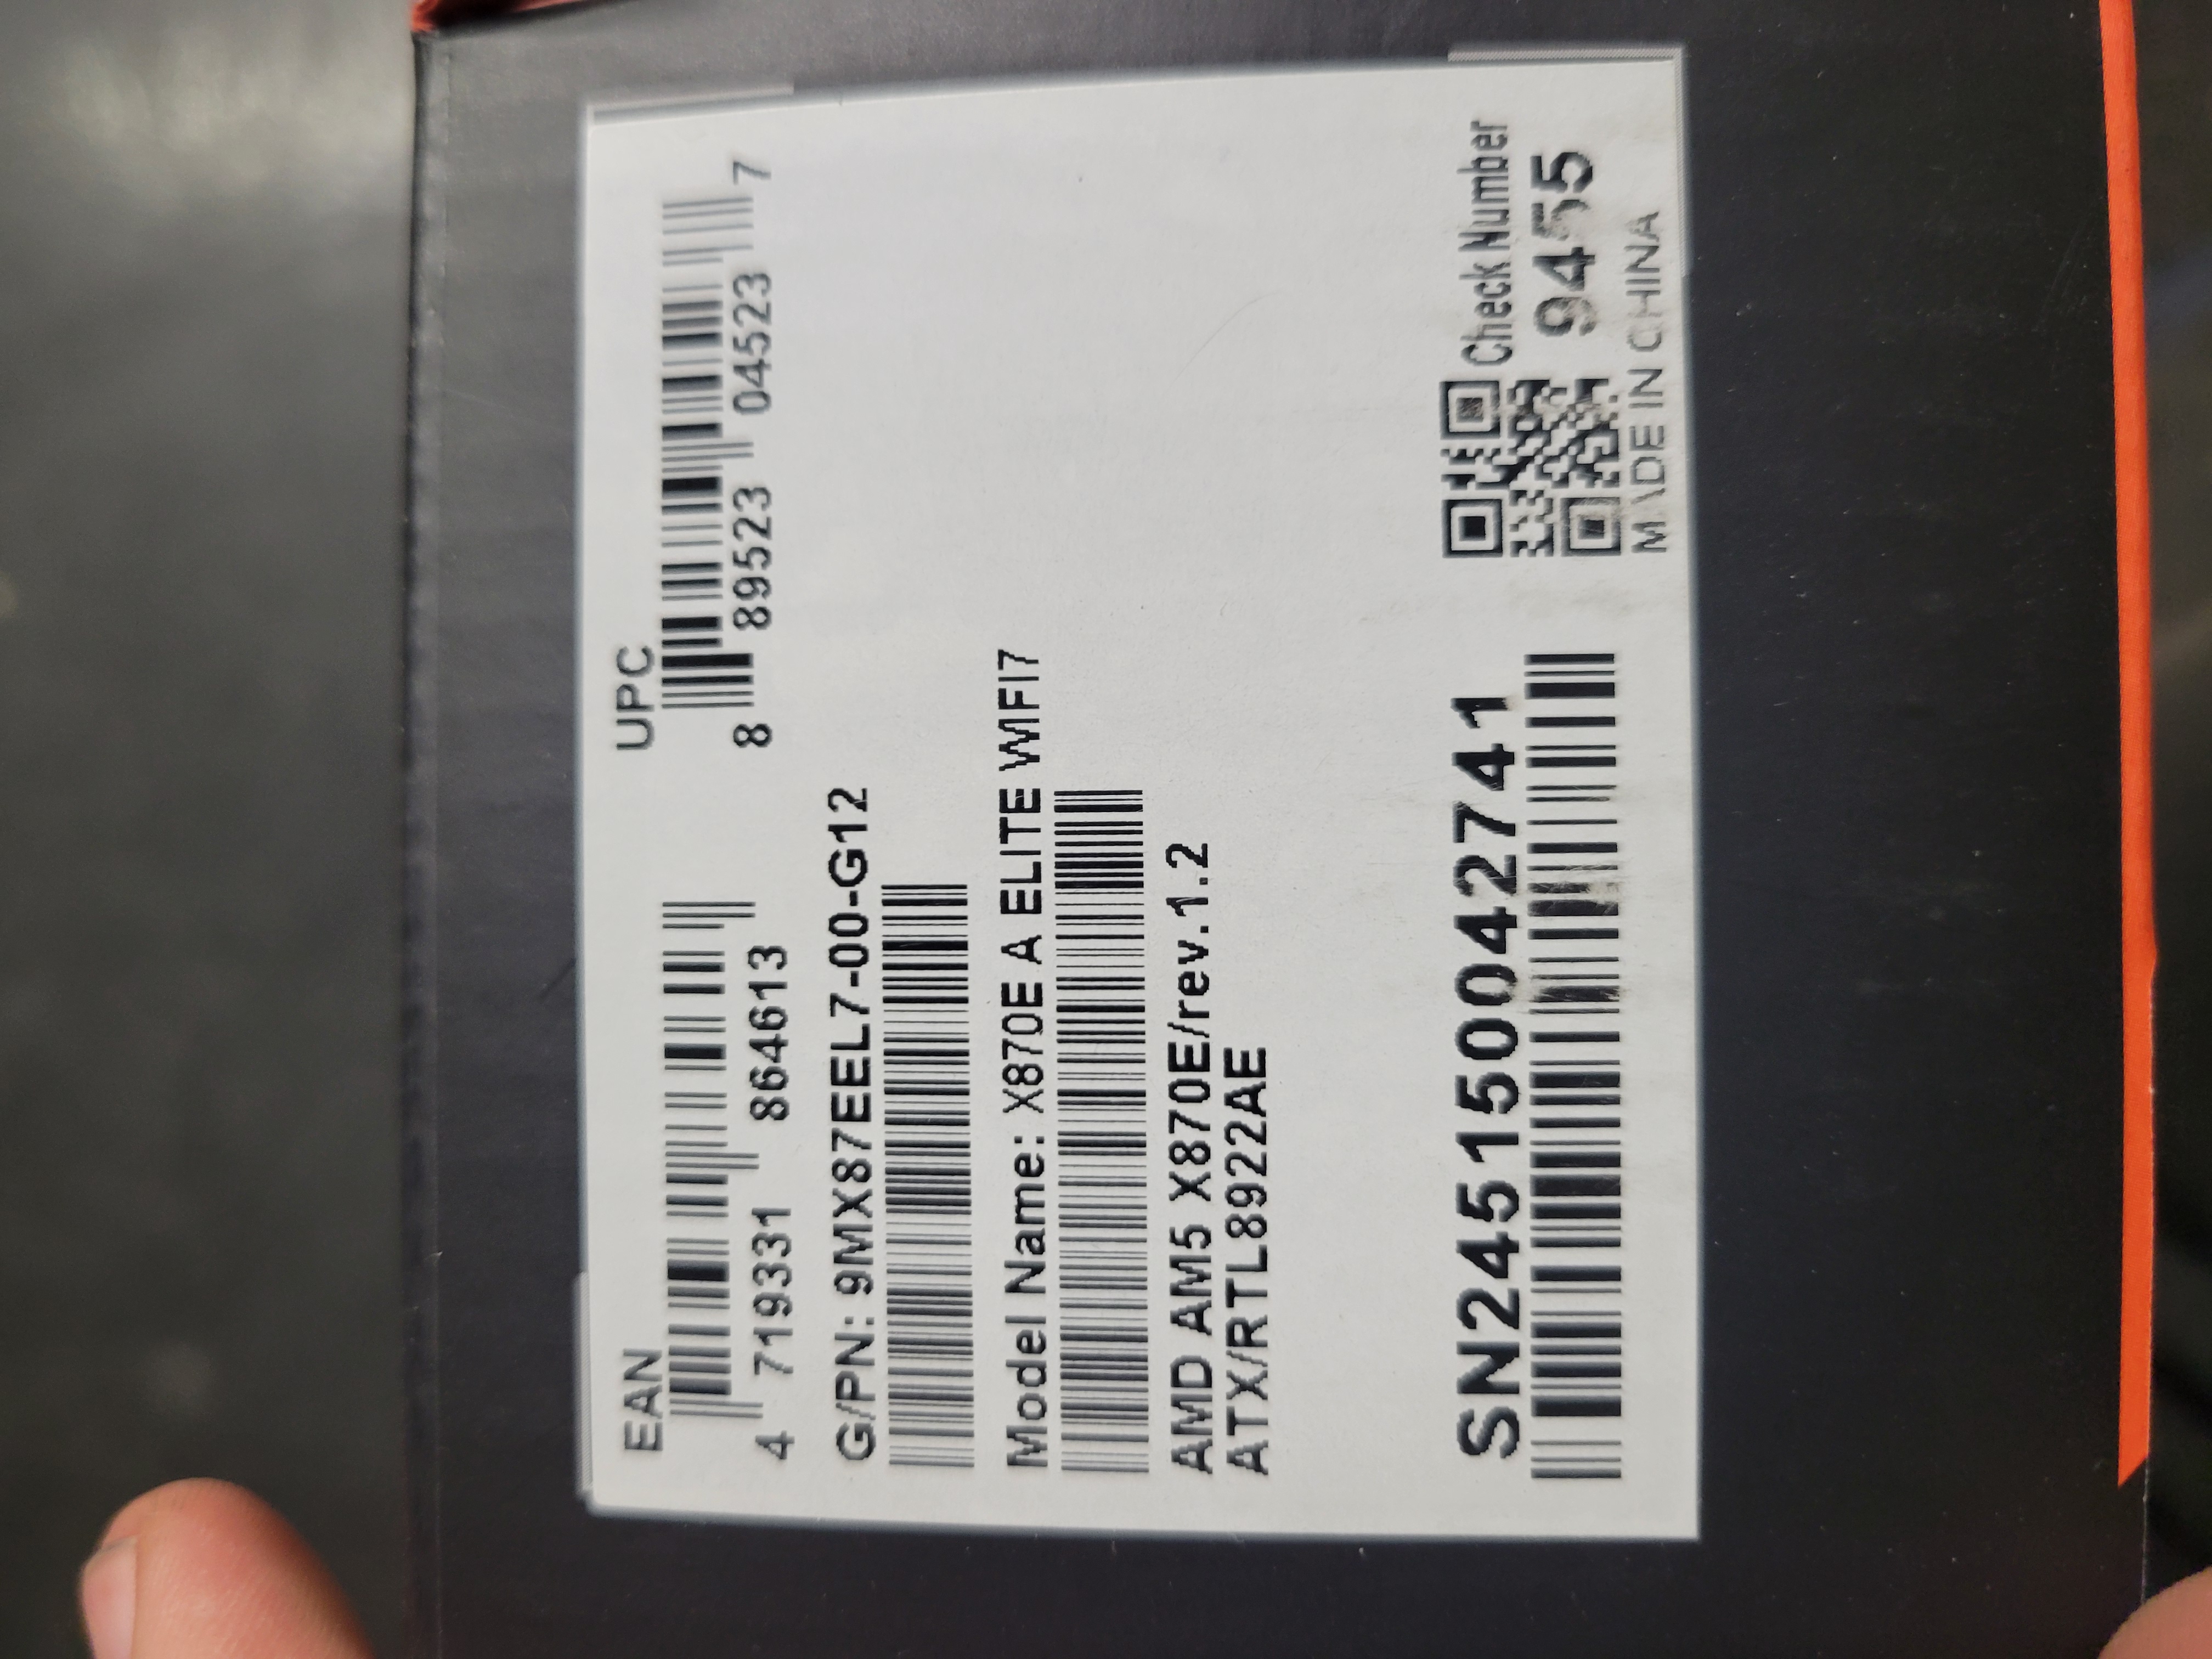 EAN
4 719331 864613
UPC
8 89523 04523 7
G/PN: 9MX87EEL7-00-G12
Model Name: X870E A ELITE WIFI7
AMD AM5 X870E/rev.1.2
ATX/RTL8922AE
SN245150042741
Check Number
9455
MADE IN CHINA